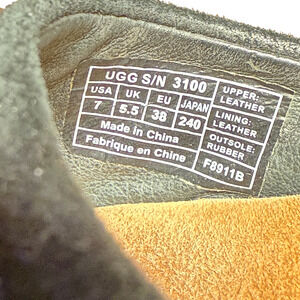 UGG S/N 3100
USA UK EU JAPAN
7 5.5 38 240
Made in China
Fabrique en Chine
UPPER:
LEATHER
LINING:
LEATHER
OUTSOLE:
RUBBER
F8911B